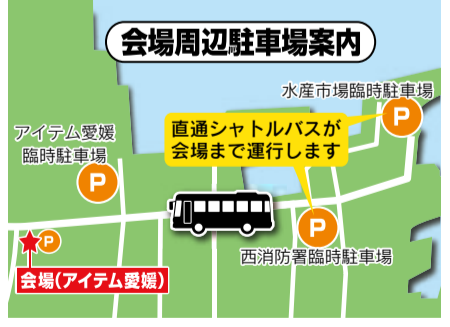 会場周辺駐車場案内
水産市場臨時駐車場
P
直通シャトルバスが
会場まで運行します
アイテム愛媛
臨時駐車場
P
P
西消防署臨時駐車場
P
会場(アイテム愛媛)